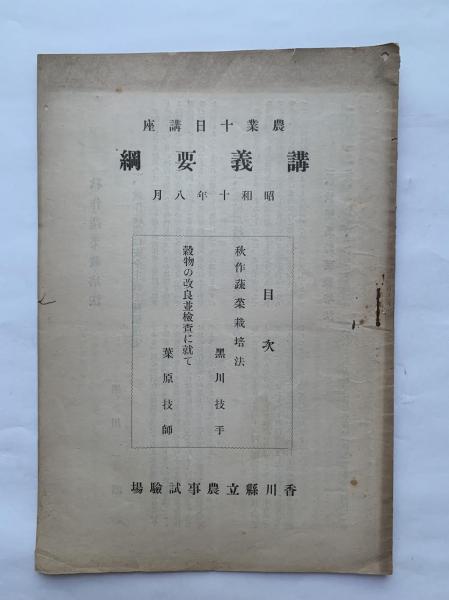 農業十日講座
講義要綱
昭和十年八月
目次
秋作蔬菜栽培法
黒川技手
穀物の改良並檢査に就て
葉原技師
香川縣立農事試驗場